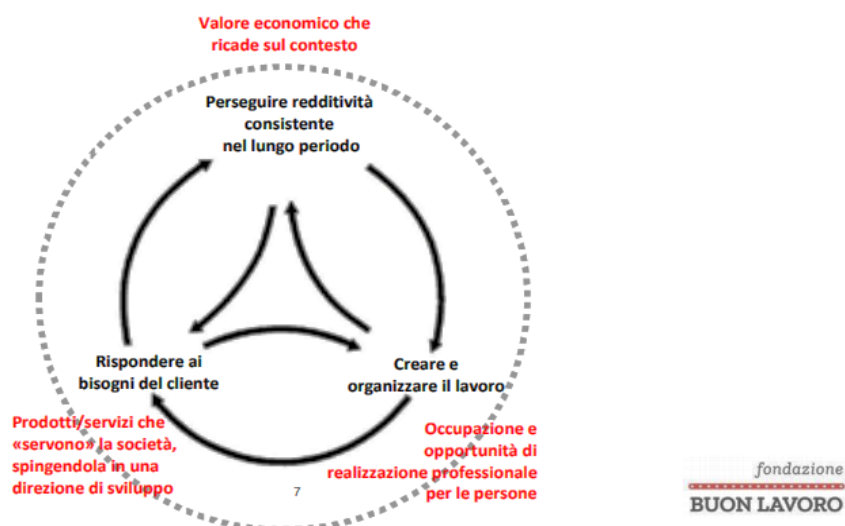 Valore economico che
ricade sul contesto
Perseguire redditività
consistente
nel lungo periodo
Rispondere ai
bisogni del cliente
Creare e
organizzare il lavoro
Prodotti/servizi che
«servono» la società,
spingendola in una
direzione di sviluppo
Occupazione e
opportunità di
realizzazione professionale
per le persone
7
fondazione
BUON LAVORO